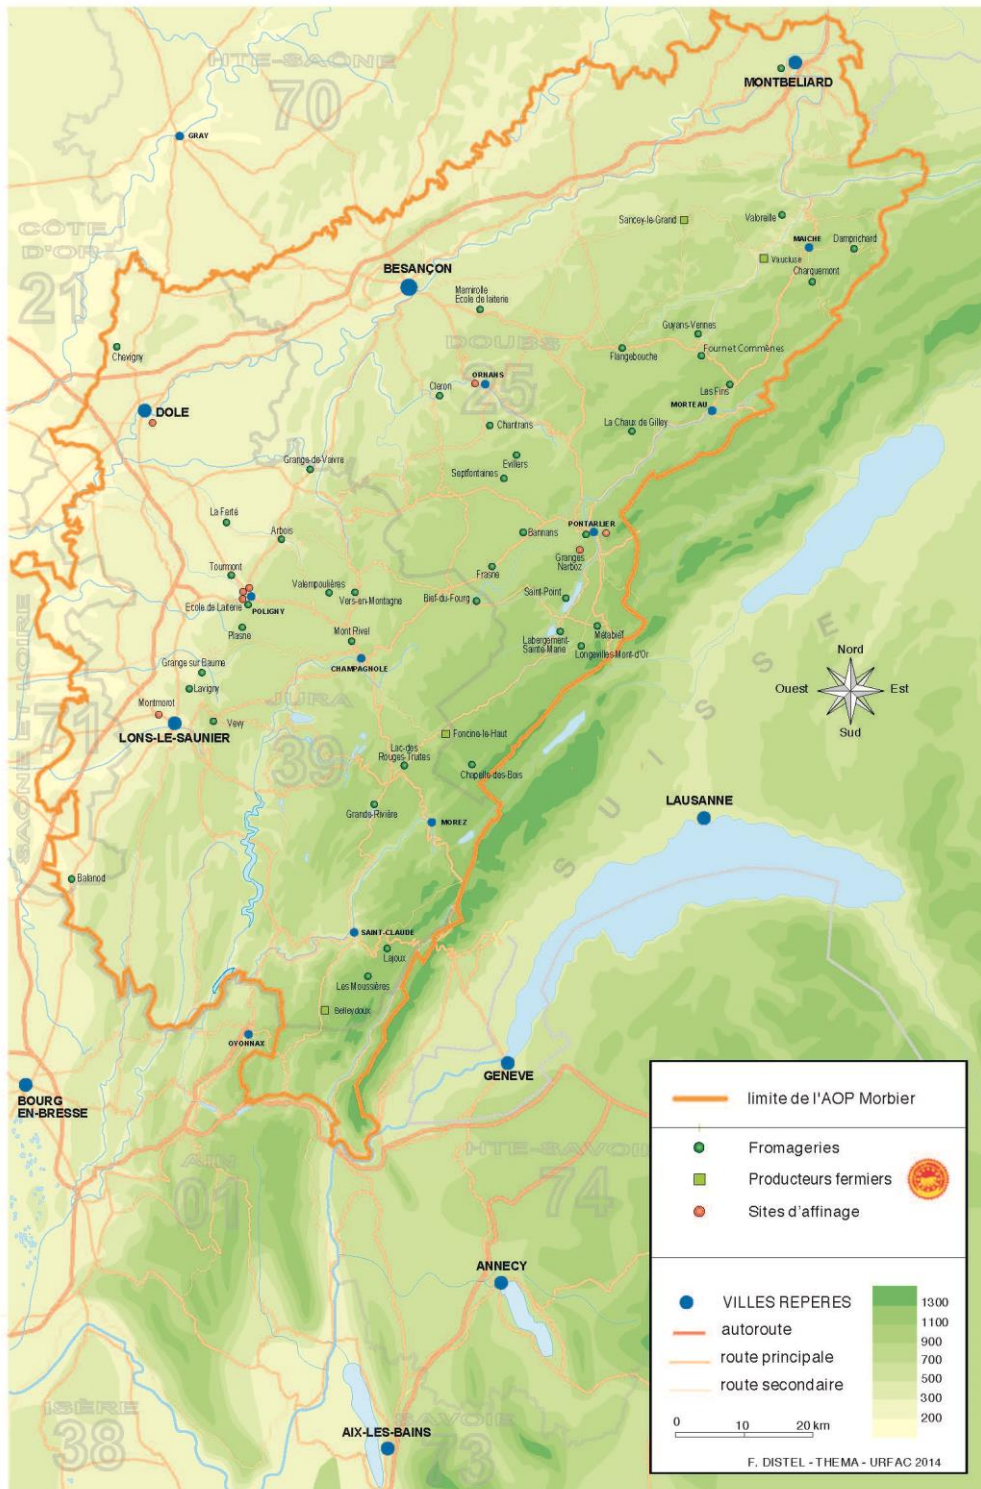 HTE-SAÔNE
70
MONTBELIARD
GRAY
CÔTE
D'OR
21
Sancey-le-Grand
Valoreille
MAICHE
Damprichard
Vaucluse
Charquemont
BESANÇON
Mamirolle
Ecole de laiterie
DOUBS
25
Guyans-Vennes
Flangebouche
Fournet Commènes
Chevigny
ORNANS
Cleron
Les Fins
MORTEAU
DOLE
Chantrans
La Chaux de Gilley
Grange-de-Vaivre
Evillers
Septfontaines
La Ferté
Arbois
Bannans
PONTARLIER
Granges
Narboz
Tourmont
Valempoulières
Vers-en-Montagne
Frasne
Bief-du-Fourg
Saint-Point
Ecole de Laiterie
POLIGNY
Plasne
Mont Rivel
CHAMPAGNOLE
Labergement-
Sainte-Marie
Métabief
Longevilles-Mont-d'Or
SUISSE
Nord
Ouest
Est
Sud
Grange sur Baume
Lavigny
JURA
39
Montmorot
LONS-LE-SAUNIER
Vevy
SAONE ET LOIRE
71
Foncine-le-Haut
Lac-des
Rouges-Truites
Chapelle-des-Bois
Grande-Rivière
MOREZ
LAUSANNE
Balanod
SAINT-CLAUDE
Lajoux
Les Moussières
Belleydoux
OYONNAX
GENEVE
BOURG
EN-BRESSE
AIN
01
HTE-SAVOIE
74
ANNECY
ISÈRE
38
AIX-LES-BAINS
SAVOIE
73
limite de l'AOP Morbier
Fromageries
Producteurs fermiers
Sites d'affinage
VILLES REPERES
autoroute
route principale
route secondaire
1300
1100
900
700
500
300
200
0 10 20 km
F. DISTEL - THEMA - URFAC 2014